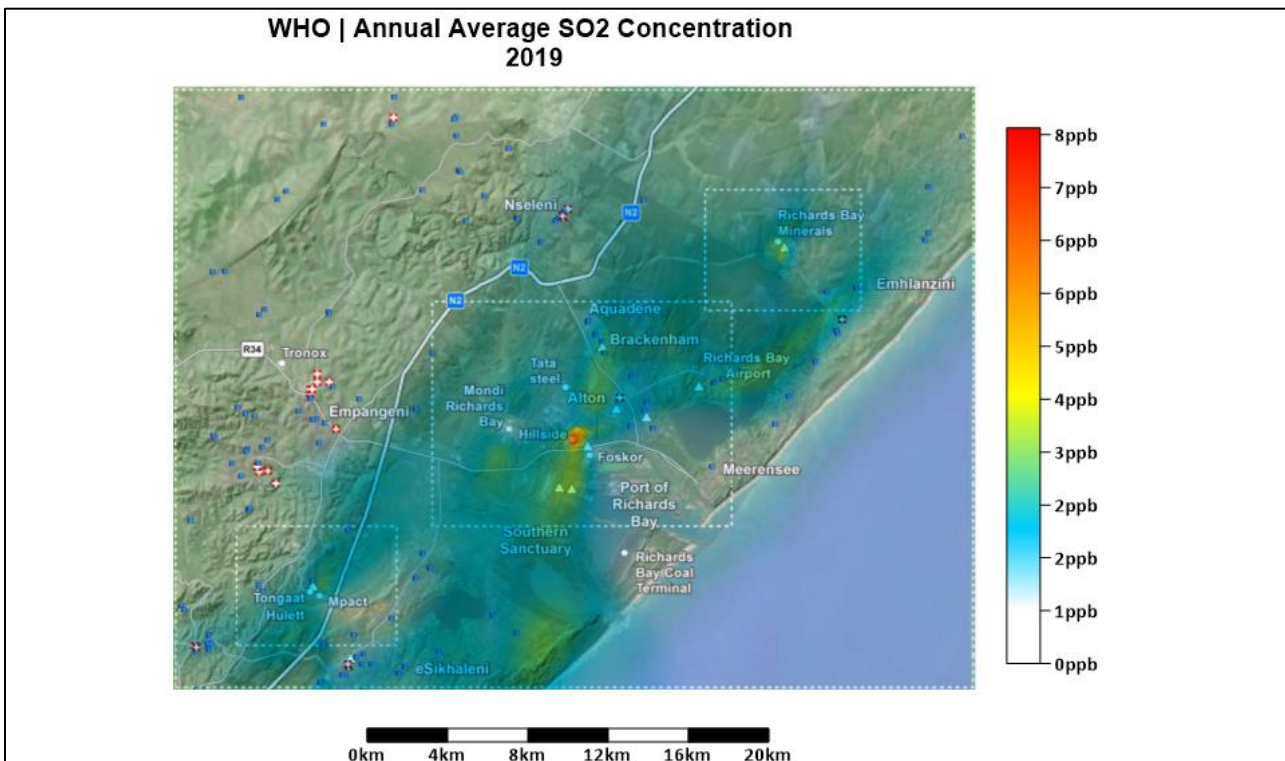 WHO | Annual Average SO2 Concentration
2019
Nseleni
N2
Richards Bay
Minerals
N2
Emhlanzini
N2
Aquadene
Brackenham
R34
Tronox
Tata
steel
Richards Bay
Airport
Mondi
Richards
Bay
Alton
Empangeni
Hillside
Foskor
Meerensee
Port of
Richards
Bay
Southern
Sanctuary
Richards
Bay Coal
Terminal
Tongaat
Hulett
Mpact
eSikhaleni
8ppb
7ppb
6ppb
6ppb
5ppb
4ppb
3ppb
2ppb
2ppb
1ppb
0ppb
0km 4km 8km 12km 16km 20km